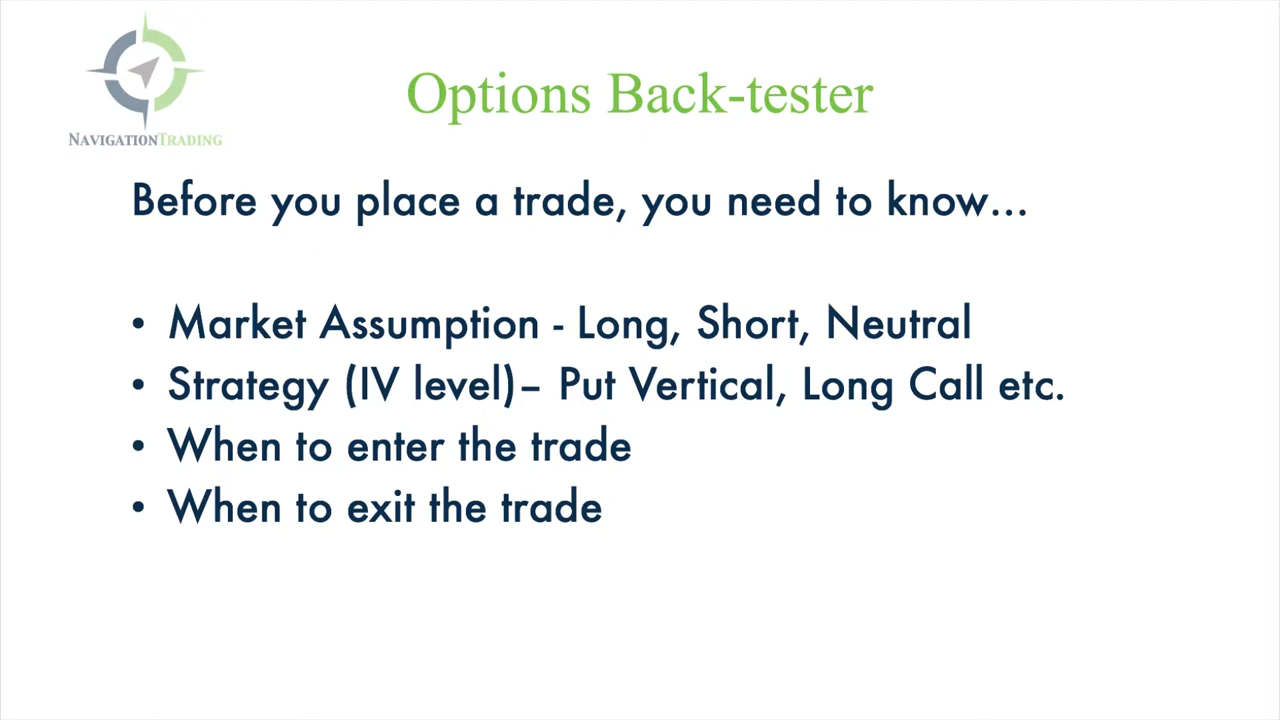 NAVIGATIONTRADING
Options Back-tester
Before you place a trade, you need to know...
• Market Assumption - Long, Short, Neutral
• Strategy (IV level)– Put Vertical, Long Call etc.
• When to enter the trade
• When to exit the trade